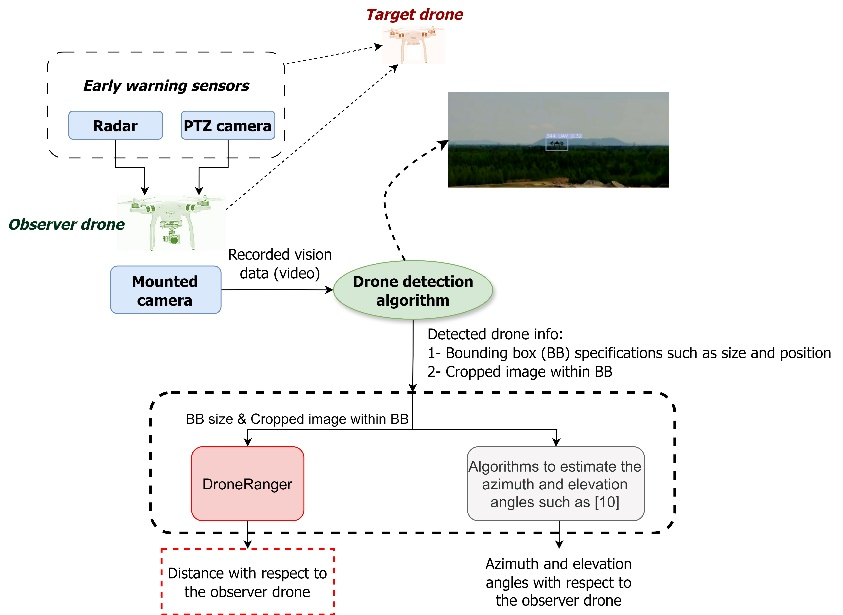 Target drone
Early warning sensors
Radar
PTZ camera
Observer drone
Mounted
camera
Recorded vision
data (video)
Drone detection
algorithm
Detected drone info:
1- Bounding box (BB) specifications such as size and position
2- Cropped image within BB
BB size & Cropped image within BB
DroneRanger
Algorithms to estimate the
azimuth and elevation
angles such as [10]
Distance with respect to
the observer drone
Azimuth and elevation
angles with respect to
the observer drone